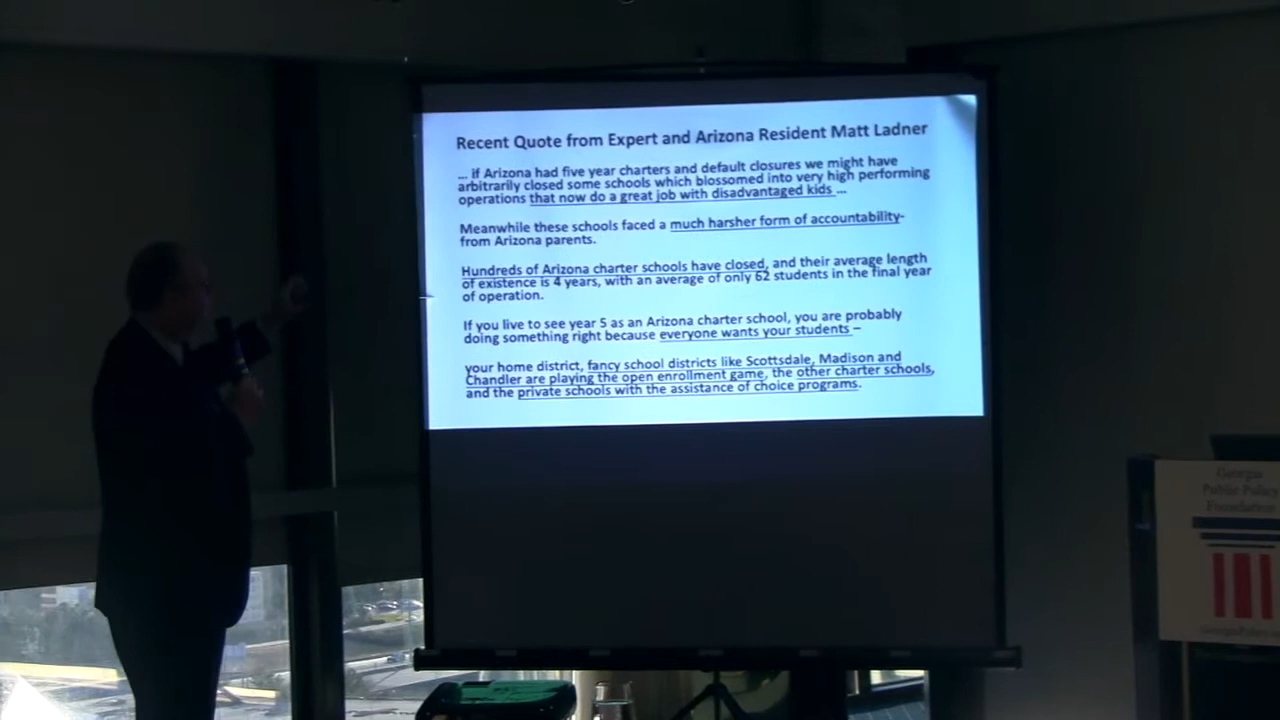 Recent Quote from Expert and Arizona Resident Matt Ladner
... if Arizona had five year charters and default closures we might have
arbitrarily closed some schools which blossomed into very high performing
operations that now do a great job with disadvantaged kids ...
Meanwhile these schools faced a much harsher form of accountability-
from Arizona parents.
Hundreds of Arizona charter schools have closed, and their average length
of existence is 4 years, with an average of only 62 students in the final year
of operation.
If you live to see year 5 as an Arizona charter school, you are probably
doing something right because everyone wants your students –
your home district, fancy school districts like Scottsdale, Madison and
Chandler are playing the open enrollment game, the other charter schools,
and the private schools with the assistance of choice programs.
Georgia
Public Policy
Foundation